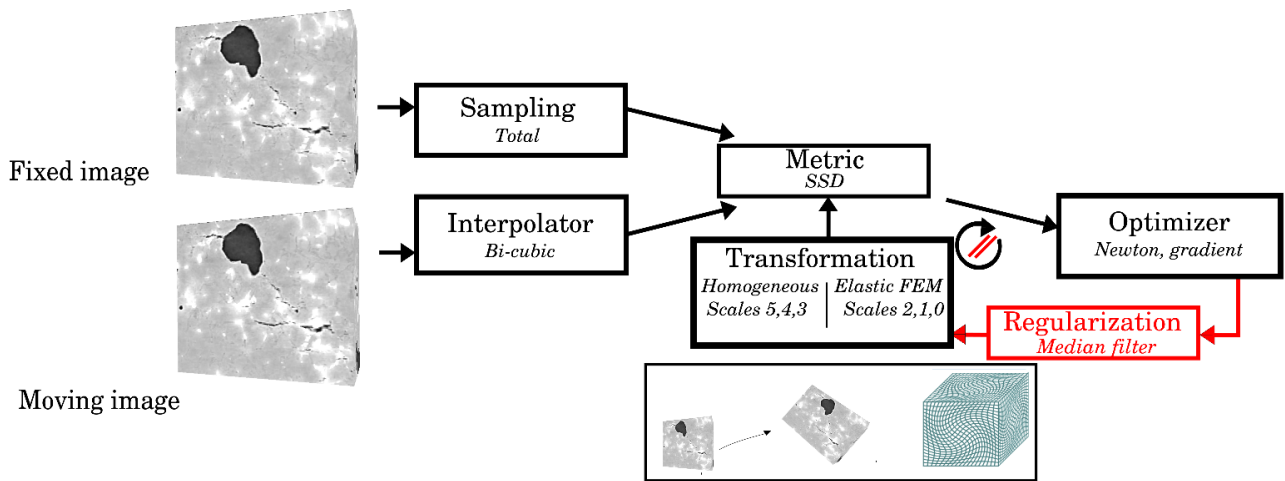 Fixed image
Moving image
Sampling
Total
Interpolator
Bi-cubic
Metric
SSD
Transformation
Homogeneous | Elastic FEM
Scales 5,4,3 | Scales 2,1,0
Optimizer
Newton, gradient
Regularization
Median filter